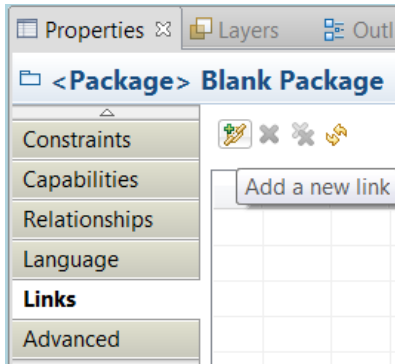 Properties Layers Outl
<Package> Blank Package
Constraints
Capabilities
Add a new link
Relationships
Language
Links
Advanced